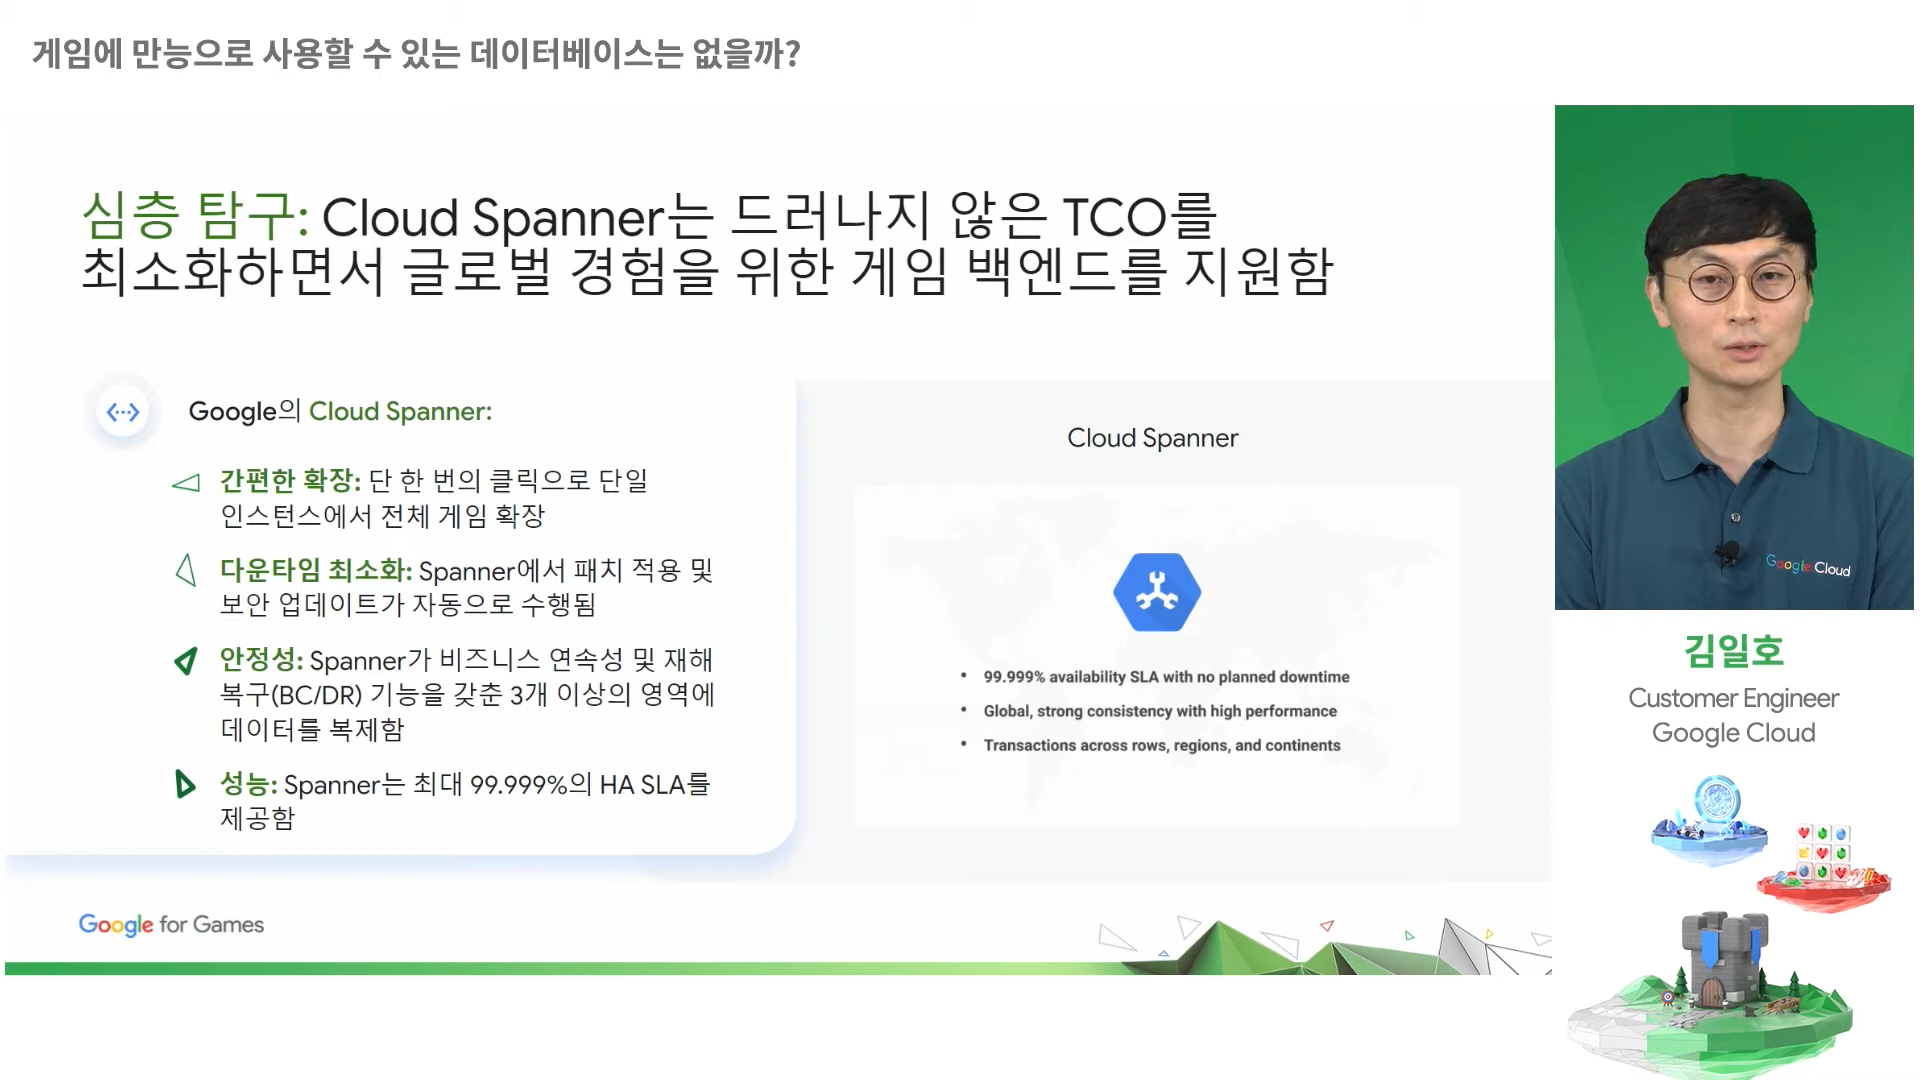 게임에 만능으로 사용할 수 있는 데이터베이스는 없을까?
심층 탐구: Cloud Spanner는 드러나지 않은 TCO를
최소화하면서 글로벌 경험을 위한 게임 백엔드를 지원함
Google의 Cloud Spanner:
간편한 확장: 단 한 번의 클릭으로 단일
인스턴스에서 전체 게임 확장
다운타임 최소화: Spanner에서 패치 적용 및
보안 업데이트가 자동으로 수행됨
안정성: Spanner가 비즈니스 연속성 및 재해
복구(BC/DR) 기능을 갖춘 3개 이상의 영역에
데이터를 복제함
성능: Spanner는 최대 99.999%의 HA SLA를
제공함
Cloud Spanner
• 99.999% availability SLA with no planned downtime
• Global, strong consistency with high performance
• Transactions across rows, regions, and continents
Google for Games
Google Cloud
김일호
Customer Engineer
Google Cloud